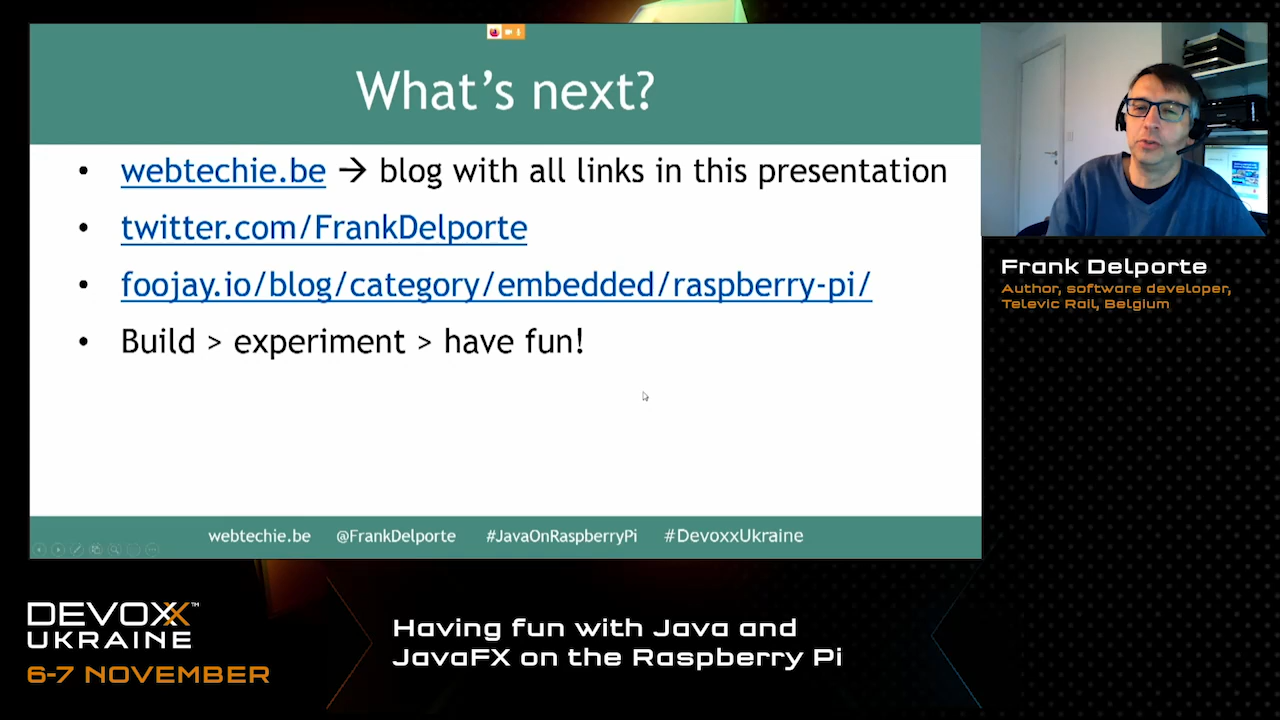 What's next?
• webtechie.be → blog with all links in this presentation
• twitter.com/FrankDelporte
• foojay.io/blog/category/embedded/raspberry-pi/
• Build > experiment > have fun!
webtechie.be @FrankDelporte #JavaOnRaspberryPi #DevoxxUkraine
Frank Delporte
Author, software developer,
Televic Rail, Belgium
DEVOXX™
UKRAINE
6-7 NOVEMBER
Having fun with Java and
JavaFX on the Raspberry Pi